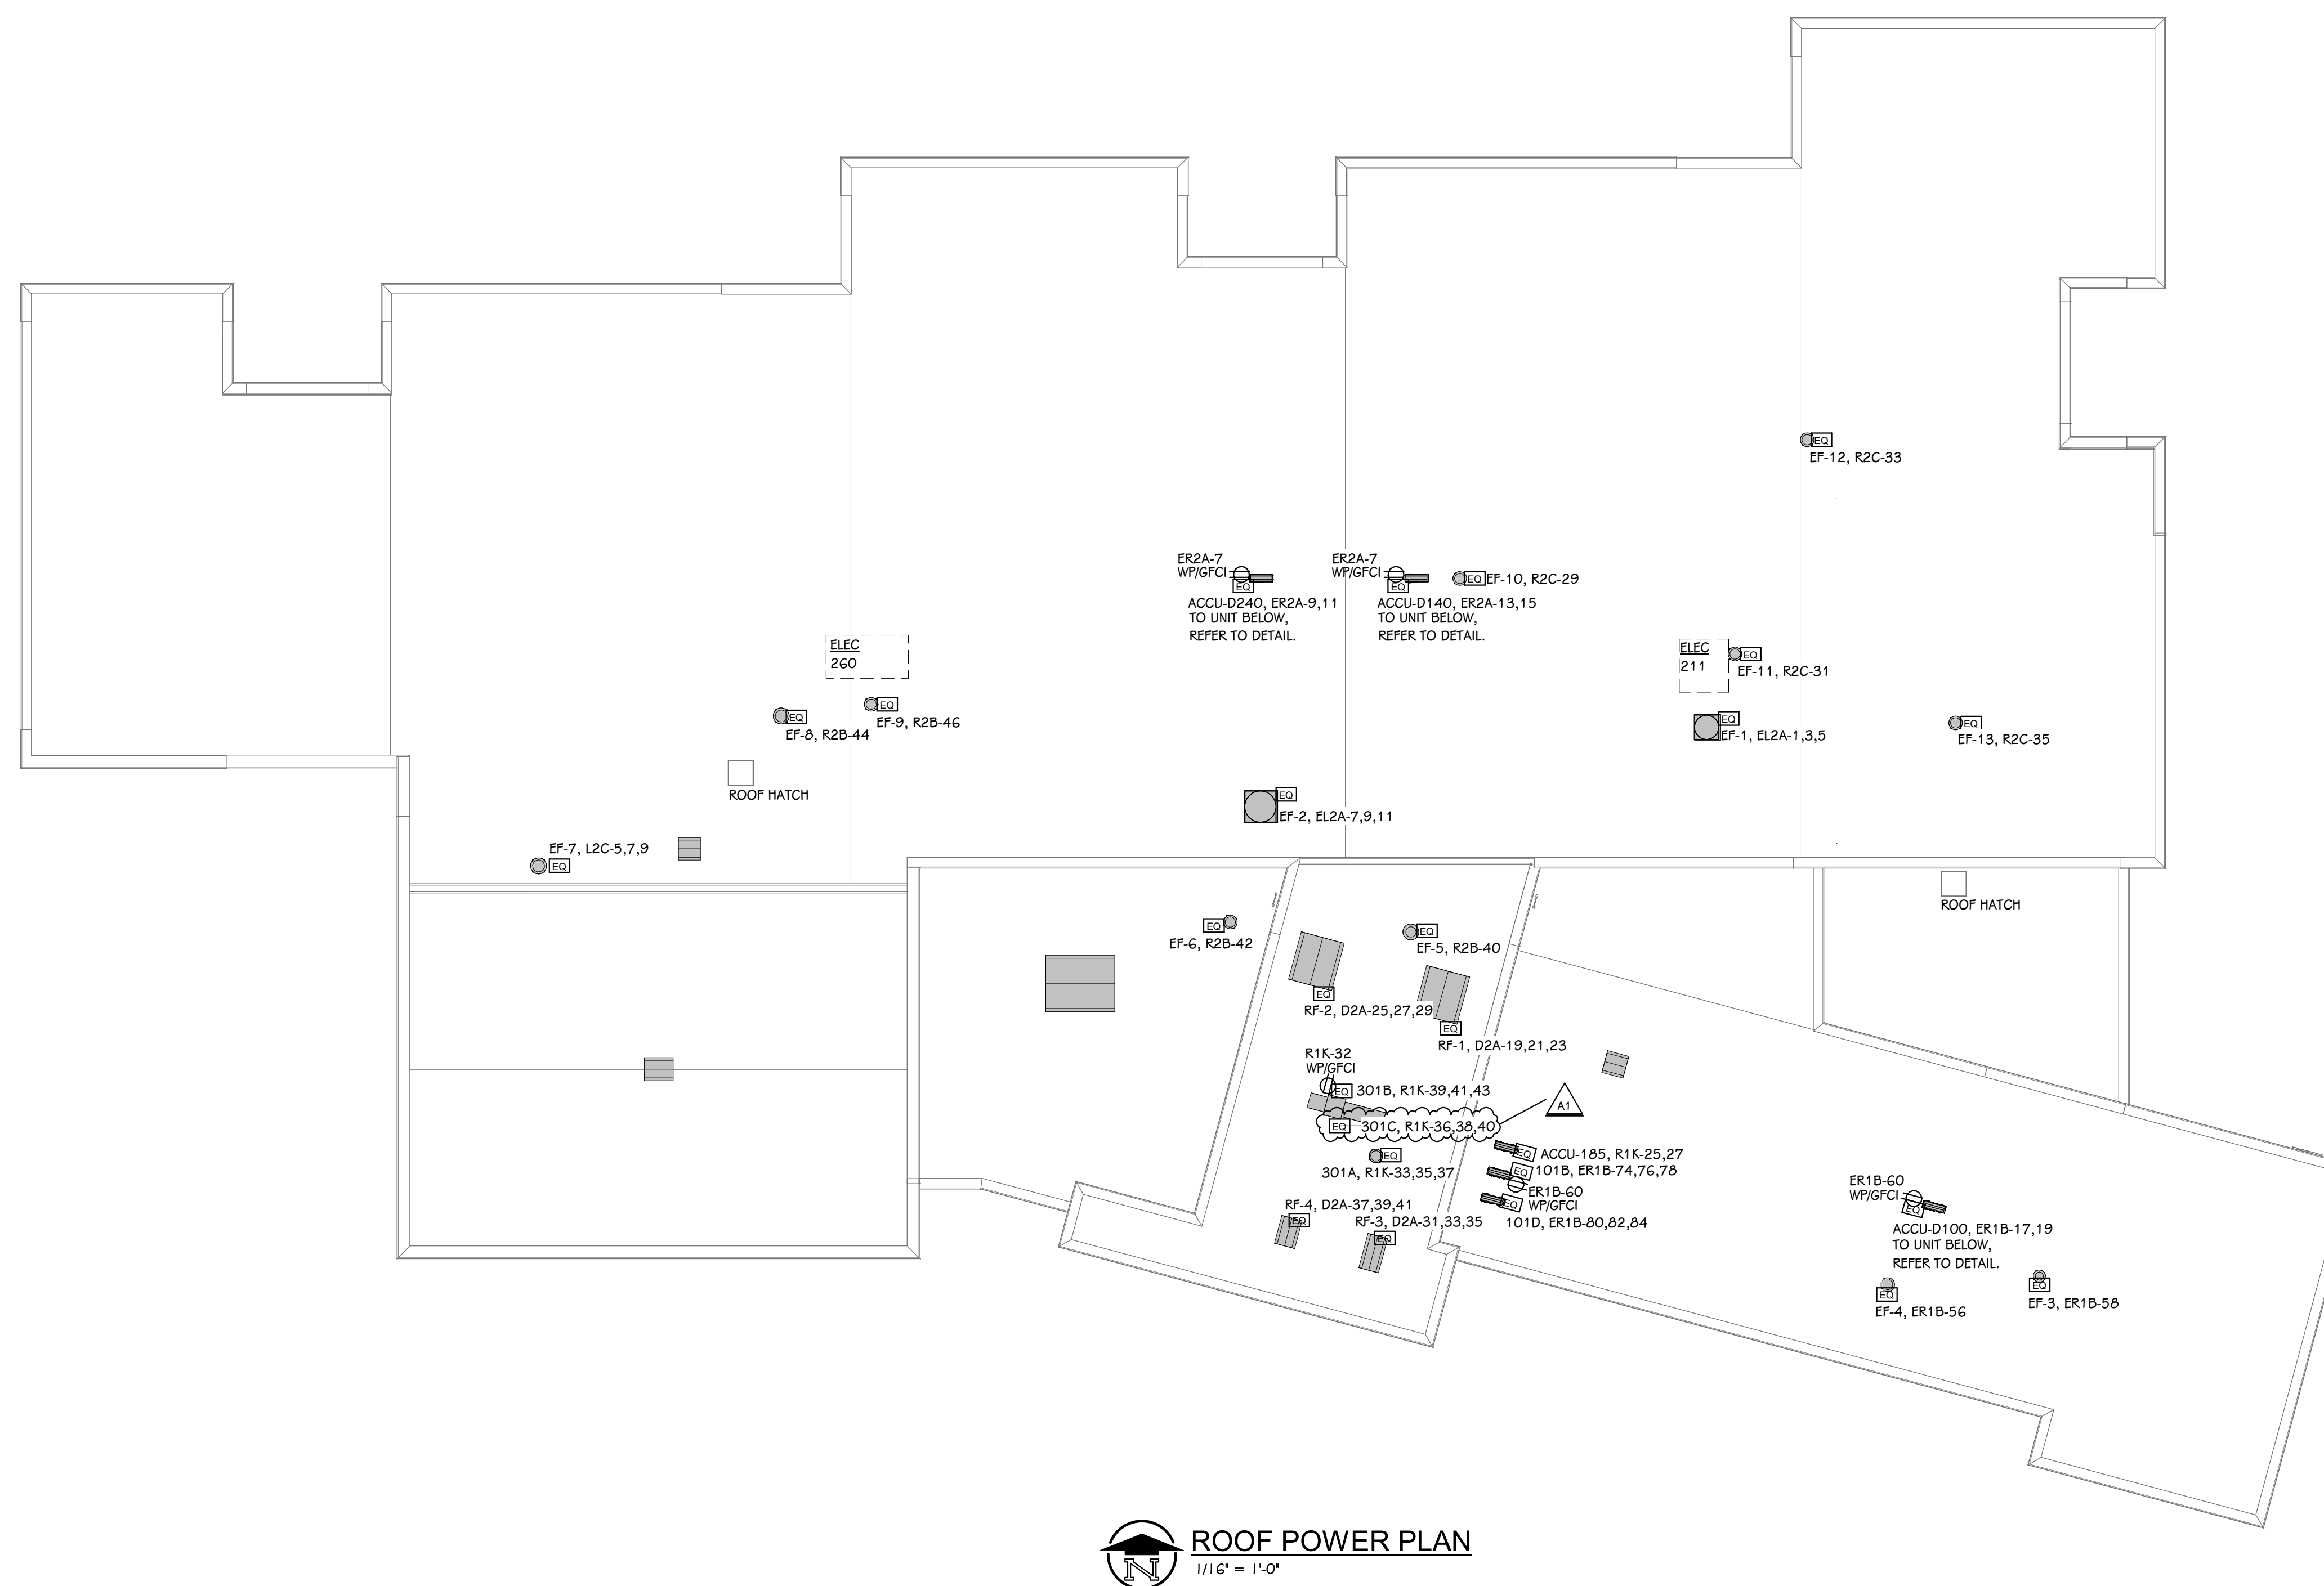 EQ
EF-12, R2C-33
ER2A-7
WP/GFCI
EQ
ACCU-D240, ER2A-9,11
TO UNIT BELOW,
REFER TO DETAIL.
ER2A-7
WP/GFCI
EQ
ACCU-D140, ER2A-13,15
TO UNIT BELOW,
REFER TO DETAIL.
EQ
EF-10, R2C-29
ELEC
260
ELEC
211
EQ
EF-11, R2C-31
EQ
EF-8, R2B-44
EQ
EF-9, R2B-46
EQ
EF-1, EL2A-1,3,5
EQ
EF-13, R2C-35
ROOF HATCH
EQ
EF-2, EL2A-7,9,11
EF-7, L2C-5,7,9
EQ
ROOF HATCH
EQ
EF-6, R2B-42
EQ
EF-5, R2B-40
EQ
RF-2, D2A-25,27,29
EQ
RF-1, D2A-19,21,23
R1K-32
WP/GFCI
EQ
301B, R1K-39,41,43
A1
EQ
301C, R1K-36,38,40
EQ
301A, R1K-33,35,37
EQ
ACCU-185, R1K-25,27
EQ
101B, ER1B-74,76,78
ER1B-60
WP/GFCI
EQ
101D, ER1B-80,82,84
RF-4, D2A-37,39,41
EQ
RF-3, D2A-31,33,35
EQ
ER1B-60
WP/GFCI
EQ
ACCU-D100, ER1B-17,19
TO UNIT BELOW,
REFER TO DETAIL.
EQ
EF-4, ER1B-56
EQ
EF-3, ER1B-58
N
ROOF POWER PLAN
1/16" = 1'-0"